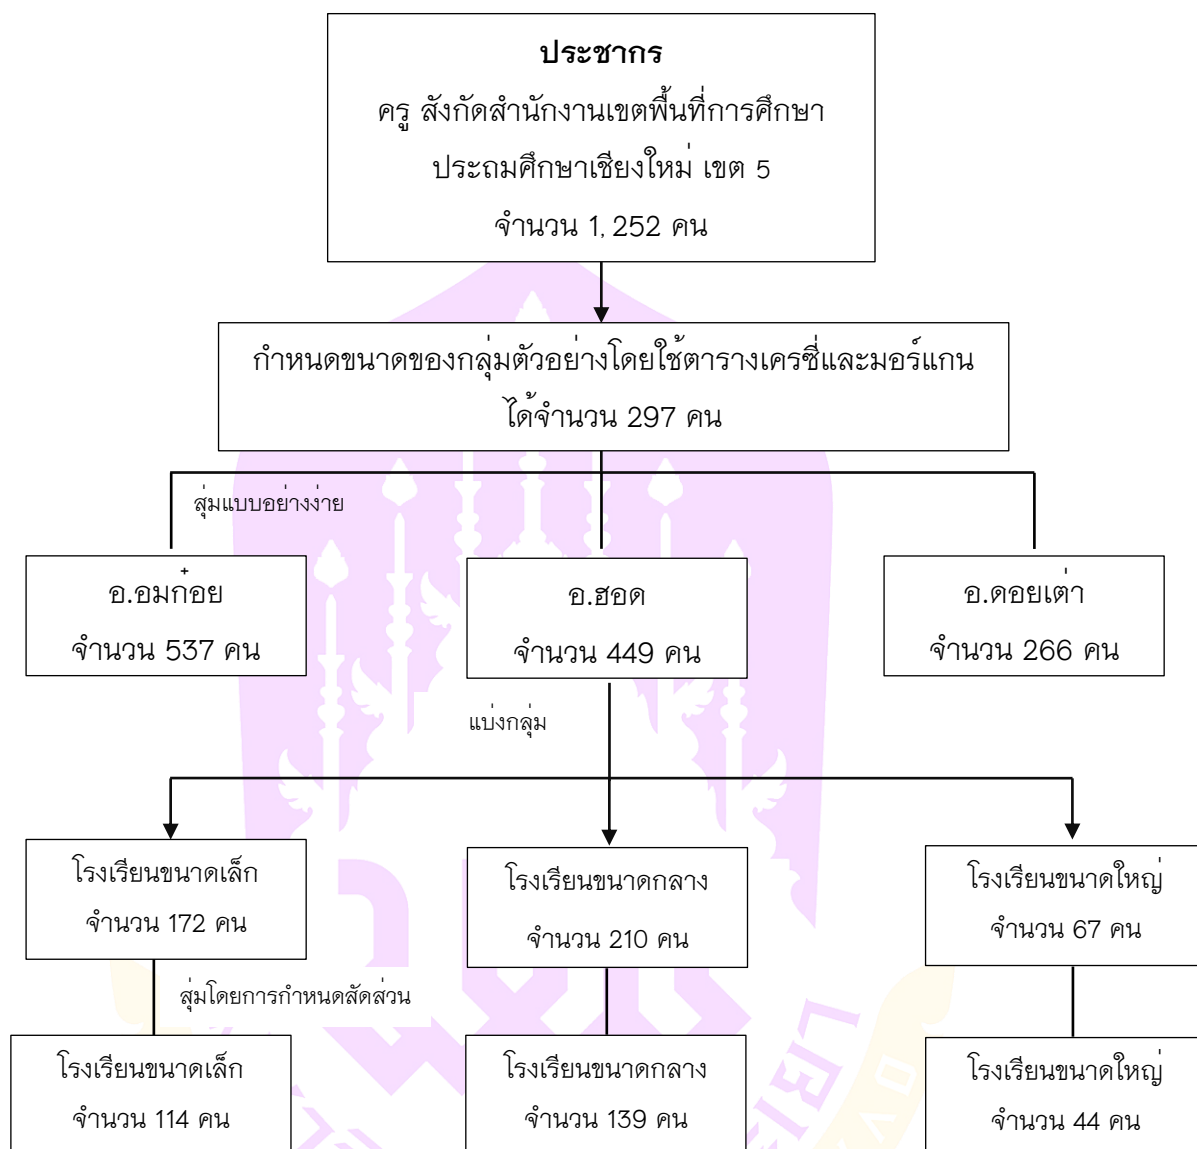 ประชากร
ครู สังกัดสำนักงานเขตพื้นที่การศึกษา
ประถมศึกษาเชียงใหม่ เขต 5
จำนวน 1,252 คน
กำหนดขนาดของกลุ่มตัวอย่างโดยใช้ตารางเครซี่และมอร์แกน
ได้จำนวน 297 คน
สุ่มแบบอย่างง่าย
อ.อมก๋อย
จำนวน 537 คน
อ.ฮอด
จำนวน 449 คน
อ.ดอยเต่า
จำนวน 266 คน
แบ่งกลุ่ม
โรงเรียนขนาดเล็ก
จำนวน 172 คน
โรงเรียนขนาดกลาง
จำนวน 210 คน
โรงเรียนขนาดใหญ่
จำนวน 67 คน
สุ่มโดยการกำหนดสัดส่วน
โรงเรียนขนาดเล็ก
จำนวน 114 คน
โรงเรียนขนาดกลาง
จำนวน 139 คน
โรงเรียนขนาดใหญ่
จำนวน 44 คน